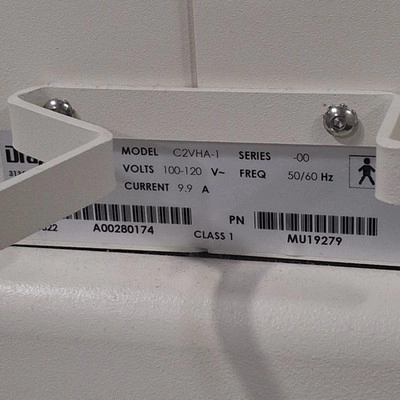 MODEL C2VHA-1 SERIES -00
VOLTS 100-120 V~ FREQ 50/60 Hz
CURRENT 9.9 A
PN
A00280174 CLASS 1 MU19279